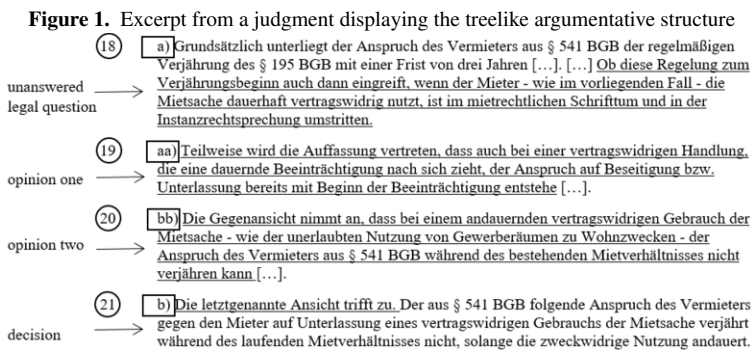 Figure 1. Excerpt from a judgment displaying the treelike argumentative structure
18 a) Grundsätzlich unterliegt der Anspruch des Vermieters aus § 541 BGB der regelmäßigen
Verjährung des § 195 BGB mit einer Frist von drei Jahren […]. […] Ob diese Regelung zum
unanswered Verjährungsbeginn auch dann eingreift, wenn der Mieter - wie im vorliegenden Fall - die
legal question Mietsache dauerhaft vertragswidrig nutzt, ist im mietrechtlichen Schrifttum und in der
Instanzrechtsprechung umstritten.
19 aa) Teilweise wird die Auffassung vertreten, dass auch bei einer vertragswidrigen Handlung,
die eine dauernde Beeinträchtigung nach sich zieht, der Anspruch auf Beseitigung bzw.
opinion one Unterlassung bereits mit Beginn der Beeinträchtigung entstehe […].
20 bb) Die Gegenansicht nimmt an, dass bei einem andauernden vertragswidrigen Gebrauch der
Mietsache - wie der unerlaubten Nutzung von Gewerberäumen zu Wohnzwecken - der
opinion two Anspruch des Vermieters aus § 541 BGB während des bestehenden Mietverhältnisses nicht
verjähren kann […].
21 b) Die letztgenannte Ansicht trifft zu. Der aus § 541 BGB folgende Anspruch des Vermieters
gegen den Mieter auf Unterlassung eines vertragswidrigen Gebrauchs der Mietsache verjährt
decision während des laufenden Mietverhältnisses nicht, solange die zweckwidrige Nutzung andauert.